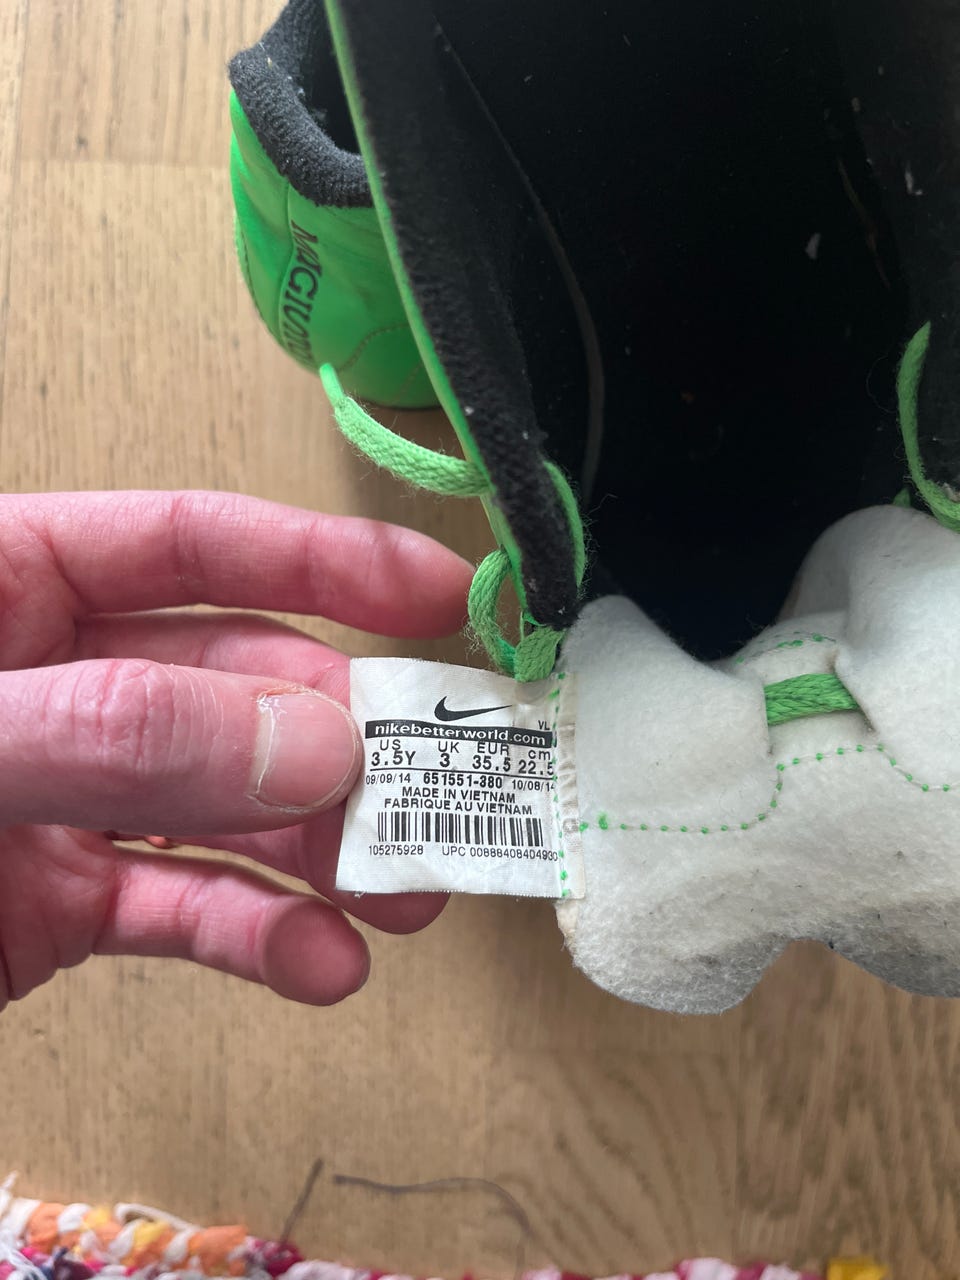 MAGISTA
VL
nikebetterworld.com
US UK EUR cm
3.5Y 3 35.5 22.5
09/09/14 651551-380 10/08/14
MADE IN VIETNAM
FABRIQUE AU VIETNAM
105275928 UPC 00888408404930